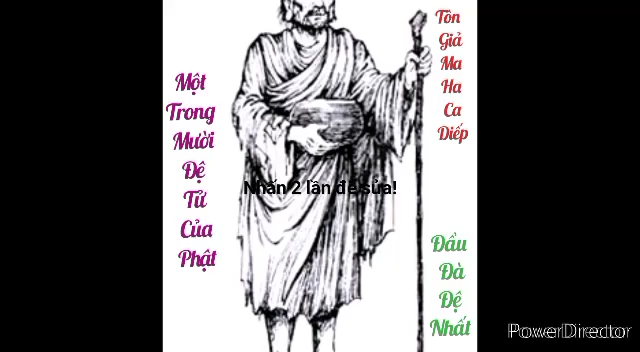 Một
Trong
Mười
Đệ
Tử
Của
Phật
Tôn
Giả
Ma
Ha
Ca
Diếp
Nhấn 2 lần để sửa!
Đầu
Đà
Đệ
Nhất
PowerDirector